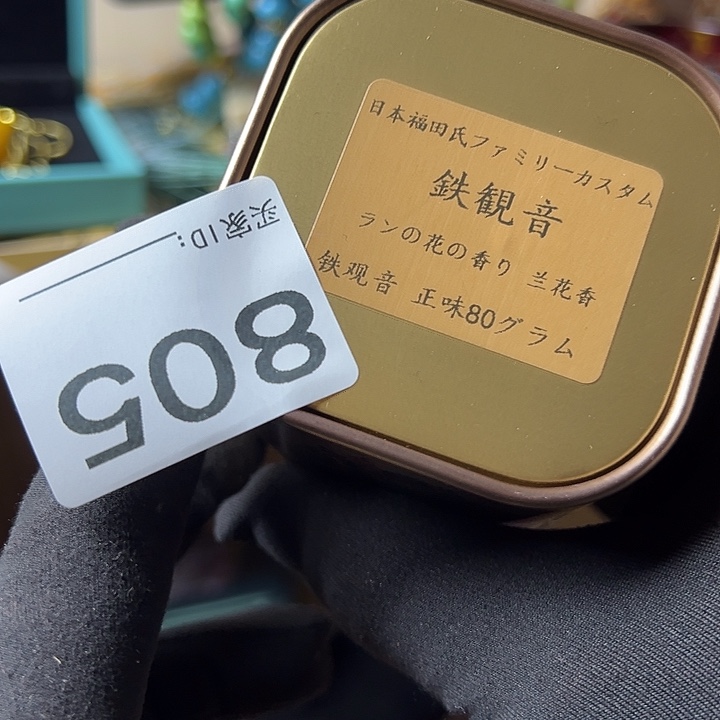 日本福田氏ファミリーカスタム
鉄観音
ランの花の香り 兰花香
鉄观音 正味80グラム
买家ID:
805